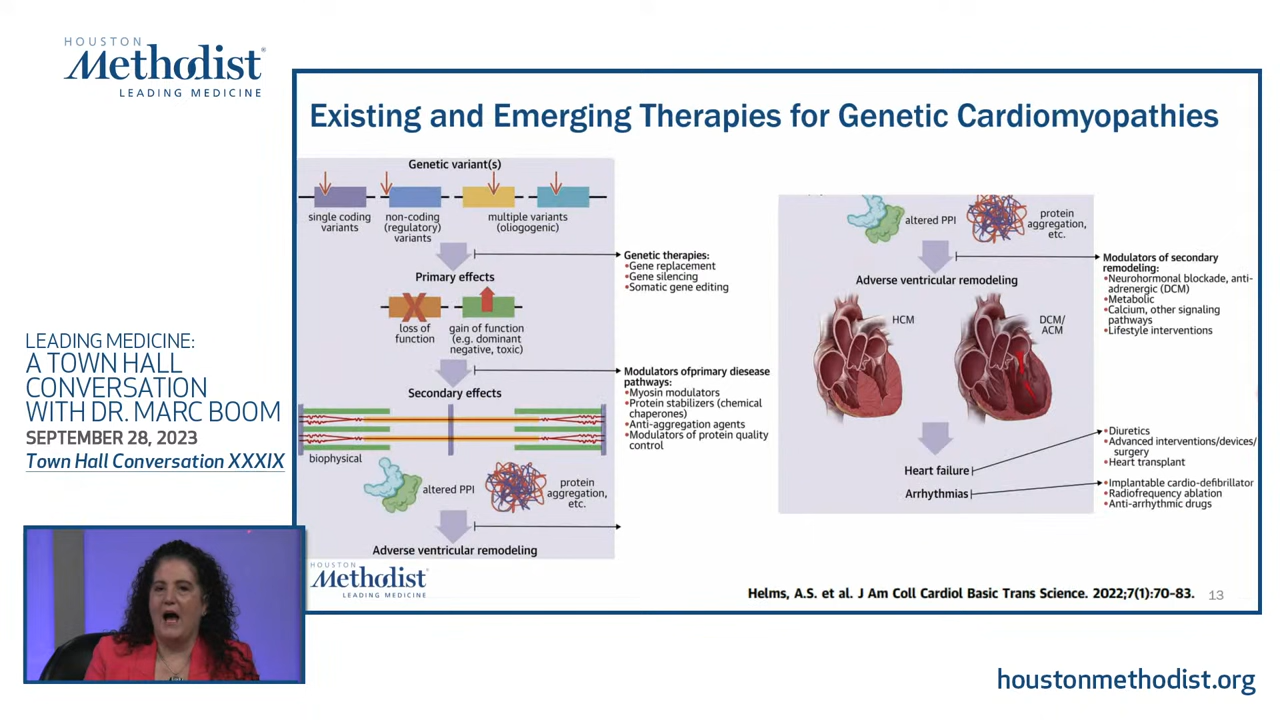 HOUSTON
Methodist
LEADING MEDICINE
LEADING MEDICINE:
A TOWN HALL
CONVERSATION
WITH DR. MARC BOOM
SEPTEMBER 28, 2023
Town Hall Conversation XXXIX
Existing and Emerging Therapies for Genetic Cardiomyopathies
Genetic variant(s)
single coding
variants
non-coding
(regulatory)
variants
multiple variants
(oliogogenic)
Genetic therapies:
•Gene replacement
•Gene silencing
•Somatic gene editing
Primary effects
loss of
function
gain of function
(e.g. dominant
negative, toxic)
Modulators ofprimary disease
pathways:
•Myosin modulators
•Protein stabilizers (chemical
chaperones)
•Anti-aggregation agents
•Modulators of protein quality
control
Secondary effects
biophysical
altered PPI
protein
aggregation,
etc.
Adverse ventricular remodeling
altered PPI
protein
aggregation,
etc.
Modulators of secondary
remodeling:
•Neurohormonal blockade, anti-
adrenergic (DCM)
•Metabolic
•Calcium, other signaling
pathways
•Lifestyle interventions
Adverse ventricular remodeling
HCM
DCM/
ACM
•Diuretics
•Advanced interventions/devices/
surgery
•Heart transplant
Heart failure
Arrhythmias
•Implantable cardio-defibrillator
•Radiofrequency ablation
•Anti-arrhythmic drugs
HOUSTON
Methodist
LEADING MEDICINE
Helms, A.S. et al. J Am Coll Cardiol Basic Trans Science. 2022;7(1):70-83.
13
houstonmethodist.org